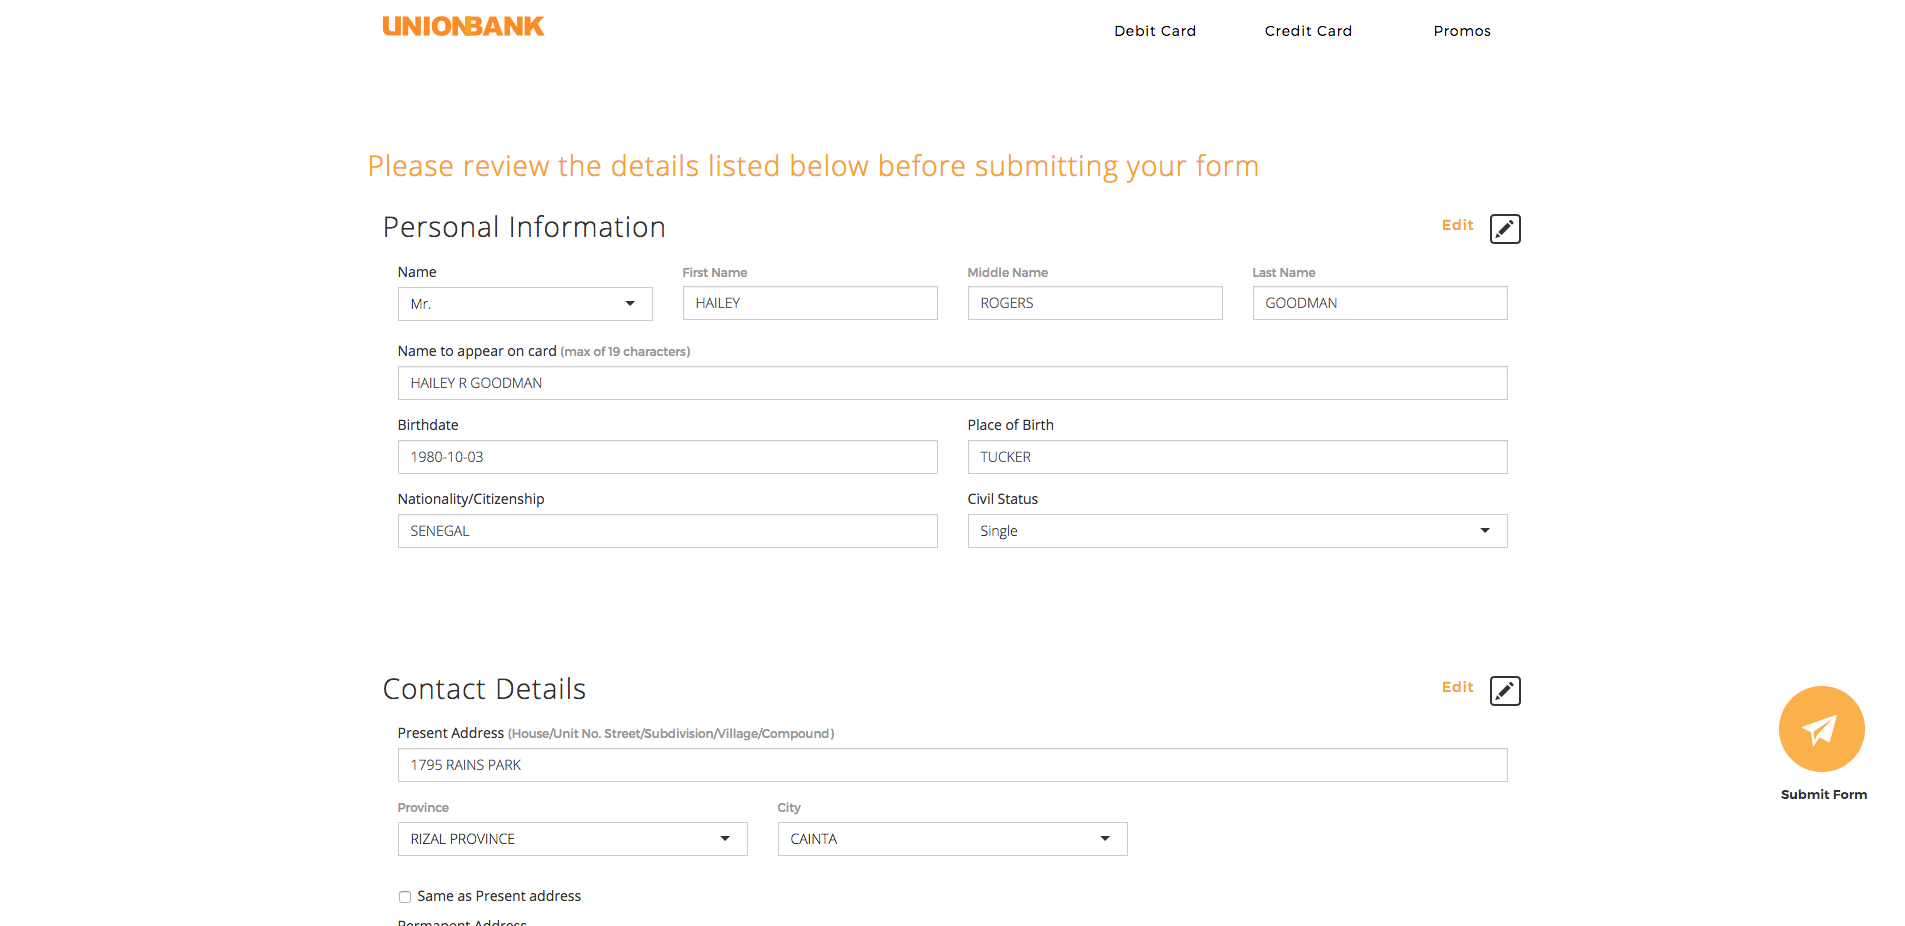 UNIONBANK
Debit Card Credit Card Promos
Please review the details listed below before submitting your form
Personal Information Edit
Name First Name Middle Name Last Name
Mr. HAILEY ROGERS GOODMAN
Name to appear on card (max of 19 characters)
HAILEY R GOODMAN
Birthdate Place of Birth
1980-10-03 TUCKER
Nationality/Citizenship Civil Status
SENEGAL Single
Contact Details Edit
Present Address (House/Unit No. Street/Subdivision/Village/Compound)
1795 RAINS PARK
Submit Form
Province City
RIZAL PROVINCE CAINTA
Same as Present address
Permanent Address